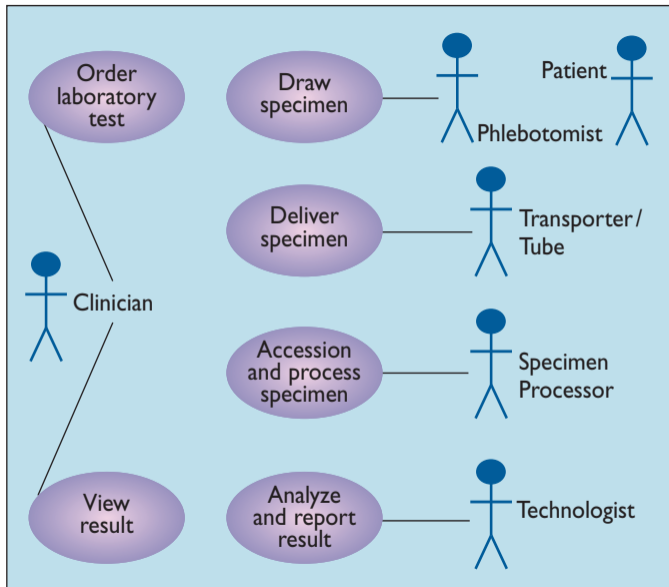 Order
laboratory
test
Draw
specimen
Patient
Phlebotomist
Deliver
specimen
Transporter/
Tube
Clinician
Accession
and process
specimen
Specimen
Processor
View
result
Analyze
and report
result
Technologist